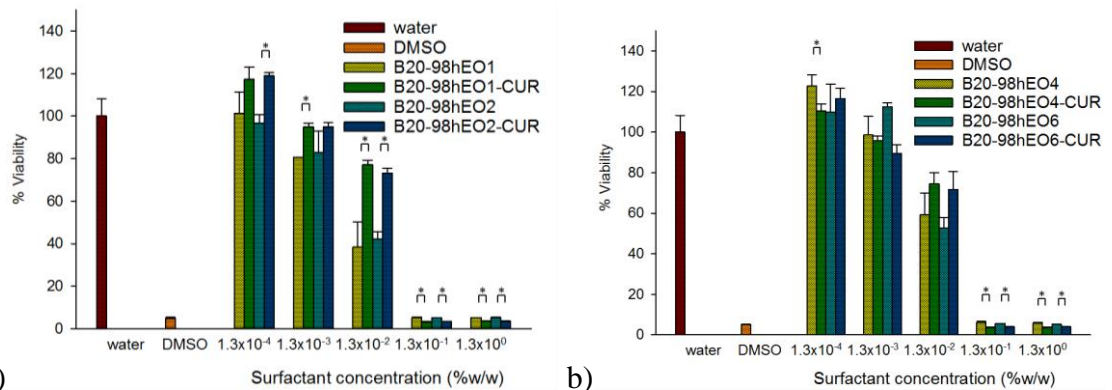 140
120
100
80
60
40
20
0
% Viability
water
DMSO
B20-98hEO1
B20-98hEO1-CUR
B20-98hEO2
B20-98hEO2-CUR
*
*
* *
* * * *
water DMSO 1.3x10-4 1.3x10-3 1.3x10-2 1.3x10-1 1.3x100
Surfactant concentration (%w/w)
)
140
120
100
80
60
40
20
0
% Viability
water
DMSO
B20-98hEO4
B20-98hEO4-CUR
B20-98hEO6
B20-98hEO6-CUR
*
* * * *
water DMSO 1.3x10-4 1.3x10-3 1.3x10-2 1.3x10-1 1.3x100
Surfactant concentration (%w/w)
b)